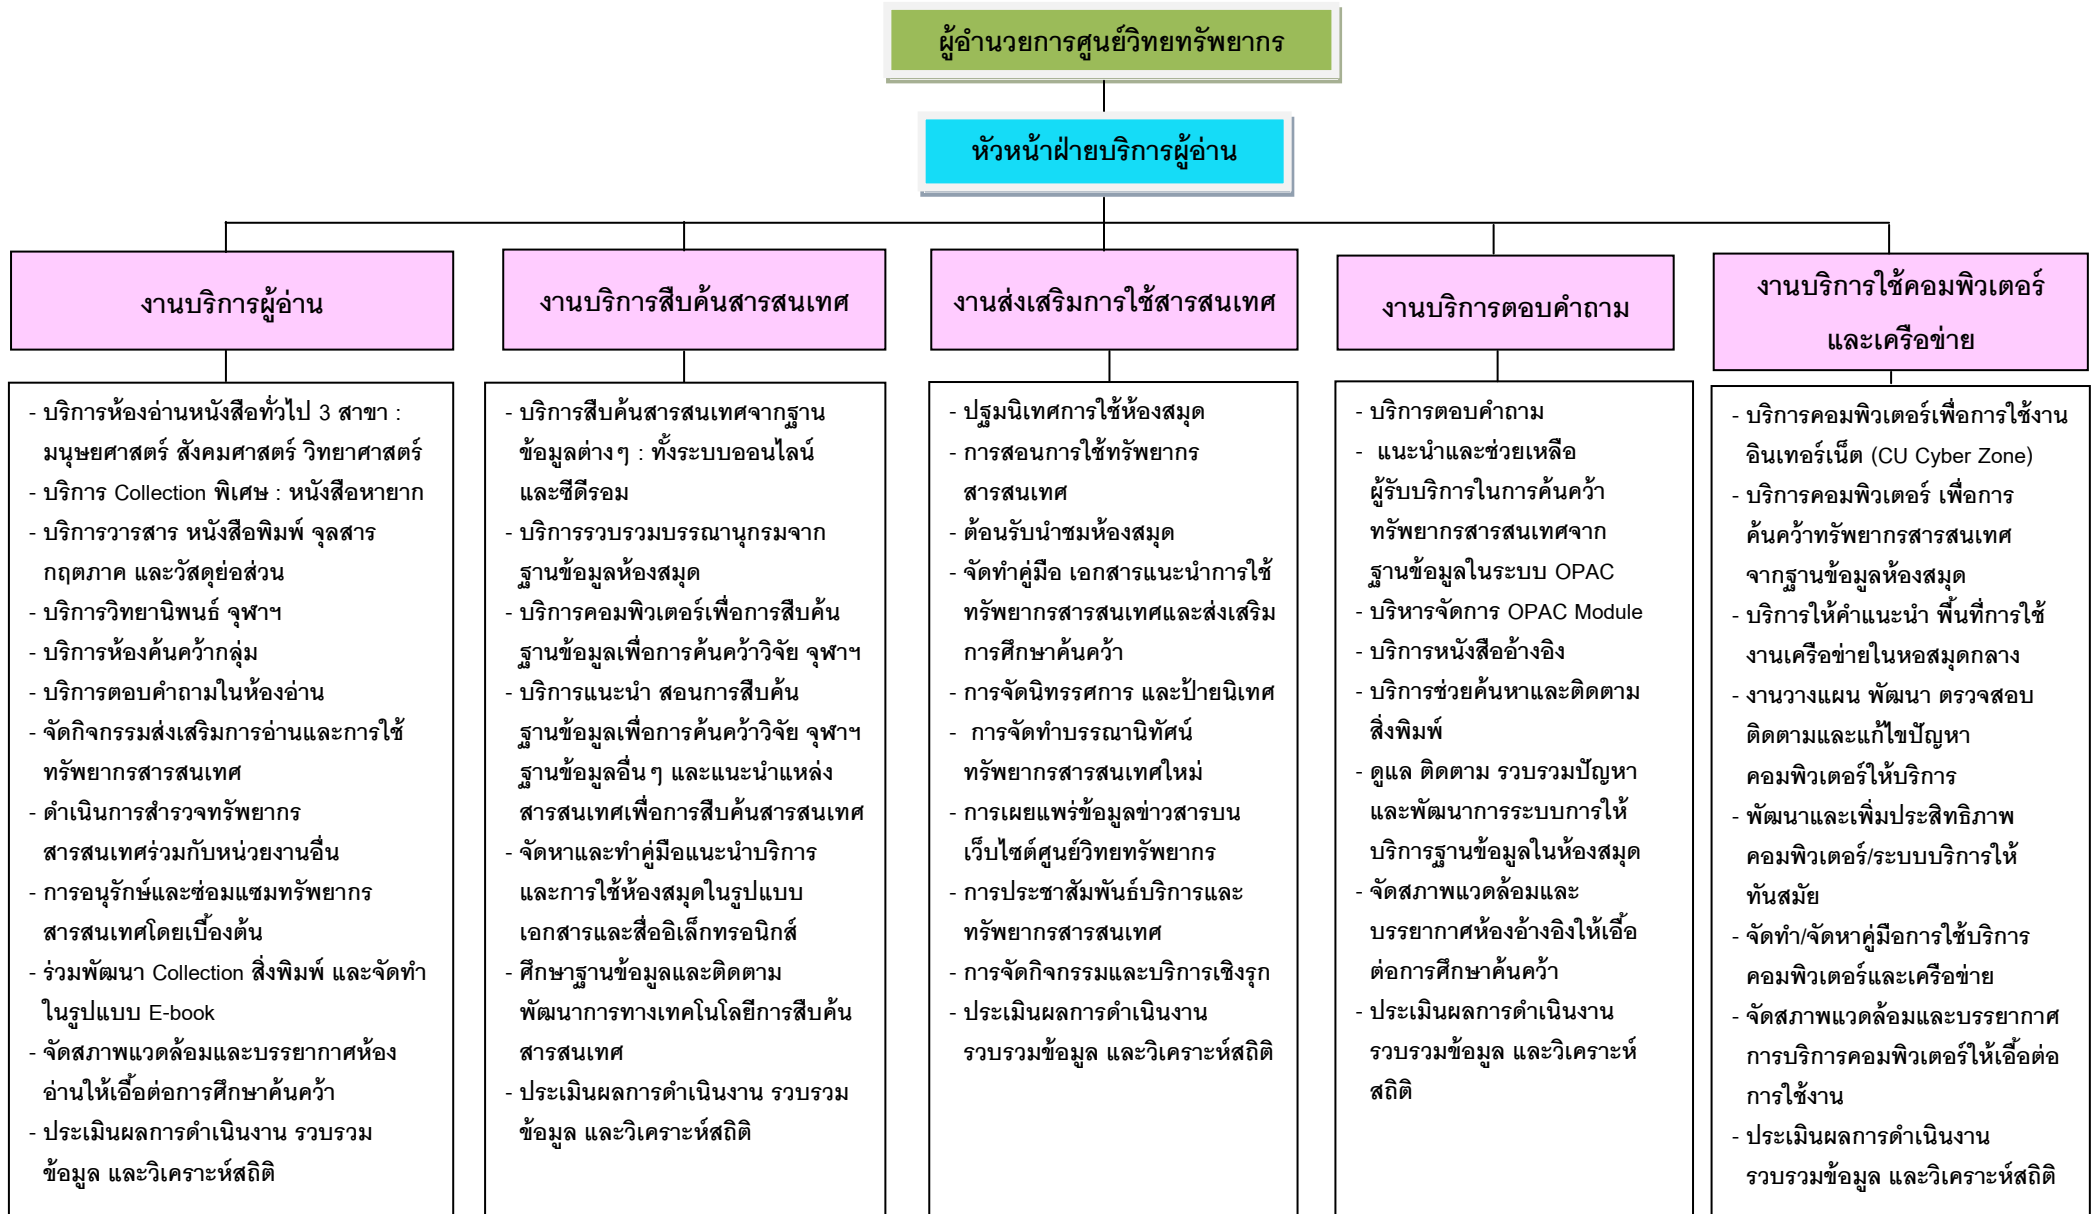 ผู้อำนวยการศูนย์วิทยทรัพยากร
หัวหน้าฝ่ายบริการผู้อ่าน
งานบริการผู้อ่าน
- บริการห้องอ่านหนังสือทั่วไป 3 สาขา :
มนุษยศาสตร์ สังคมศาสตร์ วิทยาศาสตร์
- บริการ Collection พิเศษ : หนังสือหายาก
- บริการวารสาร หนังสือพิมพ์ จุลสาร
กฤตภาค และวัสดุย่อส่วน
- บริการวิทยานิพนธ์ จุฬาฯ
- บริการห้องค้นคว้ากลุ่ม
- บริการตอบคำถามในห้องอ่าน
- จัดกิจกรรมส่งเสริมการอ่านและการใช้
ทรัพยากรสารสนเทศ
- ดำเนินการสำรวจทรัพยากร
สารสนเทศร่วมกับหน่วยงานอื่น
- การอนุรักษ์และซ่อมแซมทรัพยากร
สารสนเทศโดยเบื้องต้น
- ร่วมพัฒนา Collection สิ่งพิมพ์ และจัดทำ
ในรูปแบบ E-book
- จัดสภาพแวดล้อมและบรรยากาศห้อง
อ่านให้เอื้อต่อการศึกษาค้นคว้า
- ประเมินผลการดำเนินงาน รวบรวม
ข้อมูล และวิเคราะห์สถิติ
งานบริการสืบค้นสารสนเทศ
- บริการสืบค้นสารสนเทศจากฐาน
ข้อมูลต่างๆ : ทั้งระบบออนไลน์
และซีดีรอม
- บริการรวบรวมบรรณานุกรมจาก
ฐานข้อมูลห้องสมุด
- บริการคอมพิวเตอร์เพื่อการสืบค้น
ฐานข้อมูลเพื่อการค้นคว้าวิจัย จุฬาฯ
- บริการแนะนำ สอนการสืบค้น
ฐานข้อมูลเพื่อการค้นคว้าวิจัย จุฬาฯ
ฐานข้อมูลอื่นๆ และแนะนำแหล่ง
สารสนเทศเพื่อการสืบค้นสารสนเทศ
- จัดหาและทำคู่มือแนะนำบริการ
และการใช้ห้องสมุดในรูปแบบ
เอกสารและสื่ออิเล็กทรอนิกส์
- ศึกษาฐานข้อมูลและติดตาม
พัฒนาการทางเทคโนโลยีการสืบค้น
สารสนเทศ
- ประเมินผลการดำเนินงาน รวบรวม
ข้อมูล และวิเคราะห์สถิติ
งานส่งเสริมการใช้สารสนเทศ
- ปฐมนิเทศการใช้ห้องสมุด
- การสอนการใช้ทรัพยากร
สารสนเทศ
- ต้อนรับนำชมห้องสมุด
- จัดทำคู่มือ เอกสารแนะนำการใช้
ทรัพยากรสารสนเทศและส่งเสริม
การศึกษาค้นคว้า
- การจัดนิทรรศการ และป้ายนิเทศ
- การจัดทำบรรณานิทัศน์
ทรัพยากรสารสนเทศใหม่
- การเผยแพร่ข้อมูลข่าวสารบน
เว็บไซต์ศูนย์วิทยทรัพยากร
- การประชาสัมพันธ์บริการและ
ทรัพยากรสารสนเทศ
- การจัดกิจกรรมและบริการเชิงรุก
- ประเมินผลการดำเนินงาน
รวบรวมข้อมูล และวิเคราะห์สถิติ
งานบริการตอบคำถาม
- บริการตอบคำถาม
- แนะนำและช่วยเหลือ
ผู้รับบริการในการค้นคว้า
ทรัพยากรสารสนเทศจาก
ฐานข้อมูลในระบบ OPAC
- บริหารจัดการ OPAC Module
- บริการหนังสืออ้างอิง
- บริการช่วยค้นหาและติดตาม
สิ่งพิมพ์
- ดูแล ติดตาม รวบรวมปัญหา
และพัฒนาการระบบการให้
บริการฐานข้อมูลในห้องสมุด
- จัดสภาพแวดล้อมและ
บรรยากาศห้องอ้างอิงให้เอื้อ
ต่อการศึกษาค้นคว้า
- ประเมินผลการดำเนินงาน
รวบรวมข้อมูล และวิเคราะห์
สถิติ
งานบริการใช้คอมพิวเตอร์
และเครือข่าย
- บริการคอมพิวเตอร์เพื่อการใช้งาน
อินเทอร์เน็ต (CU Cyber Zone)
- บริการคอมพิวเตอร์ เพื่อการ
ค้นคว้าทรัพยากรสารสนเทศ
จากฐานข้อมูลห้องสมุด
- บริการให้คำแนะนำ พื้นที่การใช้
งานเครือข่ายในหอสมุดกลาง
- งานวางแผน พัฒนา ตรวจสอบ
ติดตามและแก้ไขปัญหา
คอมพิวเตอร์ให้บริการ
- พัฒนาและเพิ่มประสิทธิภาพ
คอมพิวเตอร์/ระบบบริการให้
ทันสมัย
- จัดทำ/จัดหาคู่มือการใช้บริการ
คอมพิวเตอร์และเครือข่าย
- จัดสภาพแวดล้อมและบรรยากาศ
การบริการคอมพิวเตอร์ให้เอื้อต่อ
การใช้งาน
- ประเมินผลการดำเนินงาน
รวบรวมข้อมูล และวิเคราะห์สถิติ